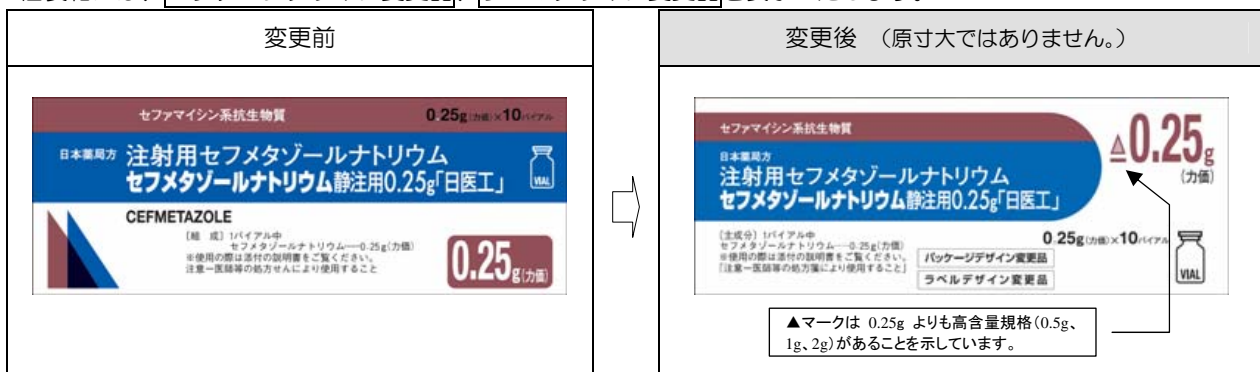 変更前
セファマイシン系抗生物質 0.25g(力価)×10バイアル
日本薬局方 注射用セフメタゾールナトリウム
セフメタゾールナトリウム静注用0.25g「日医工」
VIAL
CEFMETAZOLE
〔組 成〕1バイアル中
セフメタゾールナトリウム──0.25g(力価)
※使用の際は添付の説明書をご覧ください。
注意－医師等の処方せんにより使用すること
0.25g(力価)
変更後 (原寸大ではありません。)
セファマイシン系抗生物質
△0.25g
(力価)
日本薬局方
注射用セフメタゾールナトリウム
セフメタゾールナトリウム静注用0.25g「日医工」
〔主成分〕1バイアル中
セフメタゾールナトリウム──0.25g(力価)
※使用の際は添付の説明書をご覧ください。
「注意－医師等の処方箋により使用すること」
0.25g(力価)×10バイアル
パッケージデザイン変更品
ラベルデザイン変更品
VIAL
▲マークは 0.25g よりも高含量規格(0.5g、
1g、2g)があることを示しています。